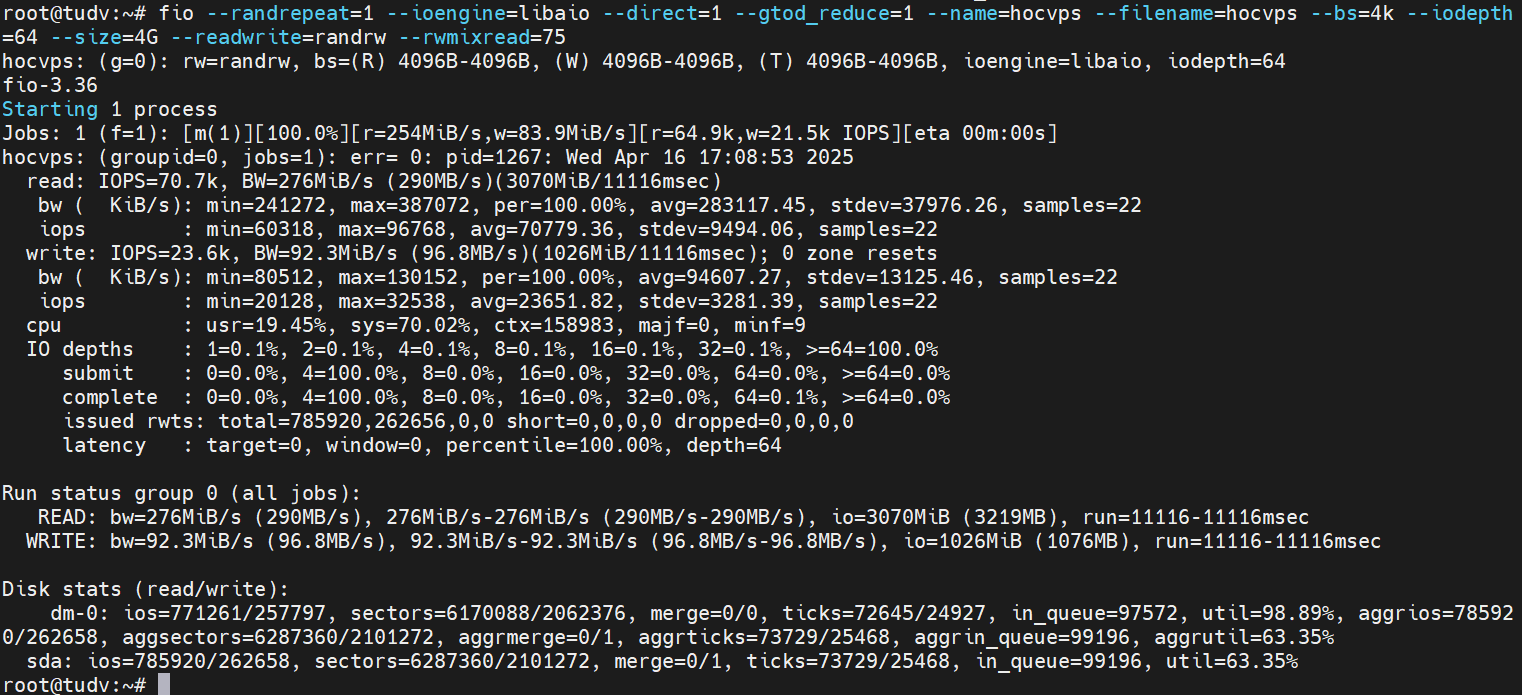 root@tudv:~# fio --randrepeat=1 --ioengine=libaio --direct=1 --gtod_reduce=1 --name=hocvps --filename=hocvps --bs=4k --iodepth
=64 --size=4G --readwrite=randrw --rwmixread=75
hocvps: (g=0): rw=randrw, bs=(R) 4096B-4096B, (W) 4096B-4096B, (T) 4096B-4096B, ioengine=libaio, iodepth=64
fio-3.36
Starting 1 process
Jobs: 1 (f=1): [m(1)][100.0%][r=254MiB/s,w=83.9MiB/s][r=64.9k,w=21.5k IOPS][eta 00m:00s]
hocvps: (groupid=0, jobs=1): err= 0: pid=1267: Wed Apr 16 17:08:53 2025
  read: IOPS=70.7k, BW=276MiB/s (290MB/s)(3070MiB/11116msec)
   bw (  KiB/s): min=241272, max=387072, per=100.00%, avg=283117.45, stdev=37976.26, samples=22
   iops        : min=60318, max=96768, avg=70779.36, stdev=9494.06, samples=22
  write: IOPS=23.6k, BW=92.3MiB/s (96.8MB/s)(1026MiB/11116msec); 0 zone resets
   bw (  KiB/s): min=80512, max=130152, per=100.00%, avg=94607.27, stdev=13125.46, samples=22
   iops        : min=20128, max=32538, avg=23651.82, stdev=3281.39, samples=22
  cpu          : usr=19.45%, sys=70.02%, ctx=158983, majf=0, minf=9
  IO depths    : 1=0.1%, 2=0.1%, 4=0.1%, 8=0.1%, 16=0.1%, 32=0.1%, >=64=100.0%
     submit    : 0=0.0%, 4=100.0%, 8=0.0%, 16=0.0%, 32=0.0%, 64=0.0%, >=64=0.0%
     complete  : 0=0.0%, 4=100.0%, 8=0.0%, 16=0.0%, 32=0.0%, 64=0.1%, >=64=0.0%
     issued rwts: total=785920,262656,0,0 short=0,0,0,0 dropped=0,0,0,0
     latency   : target=0, window=0, percentile=100.00%, depth=64

Run status group 0 (all jobs):
   READ: bw=276MiB/s (290MB/s), 276MiB/s-276MiB/s (290MB/s-290MB/s), io=3070MiB (3219MB), run=11116-11116msec
  WRITE: bw=92.3MiB/s (96.8MB/s), 92.3MiB/s-92.3MiB/s (96.8MB/s-96.8MB/s), io=1026MiB (1076MB), run=11116-11116msec

Disk stats (read/write):
    dm-0: ios=771261/257797, sectors=6170088/2062376, merge=0/0, ticks=72645/24927, in_queue=97572, util=98.89%, aggrios=78592
0/262658, aggsectors=6287360/2101272, aggrmerge=0/1, aggrticks=73729/25468, aggrin_queue=99196, aggrutil=63.35%
  sda: ios=785920/262658, sectors=6287360/2101272, merge=0/1, ticks=73729/25468, in_queue=99196, util=63.35%
root@tudv:~#